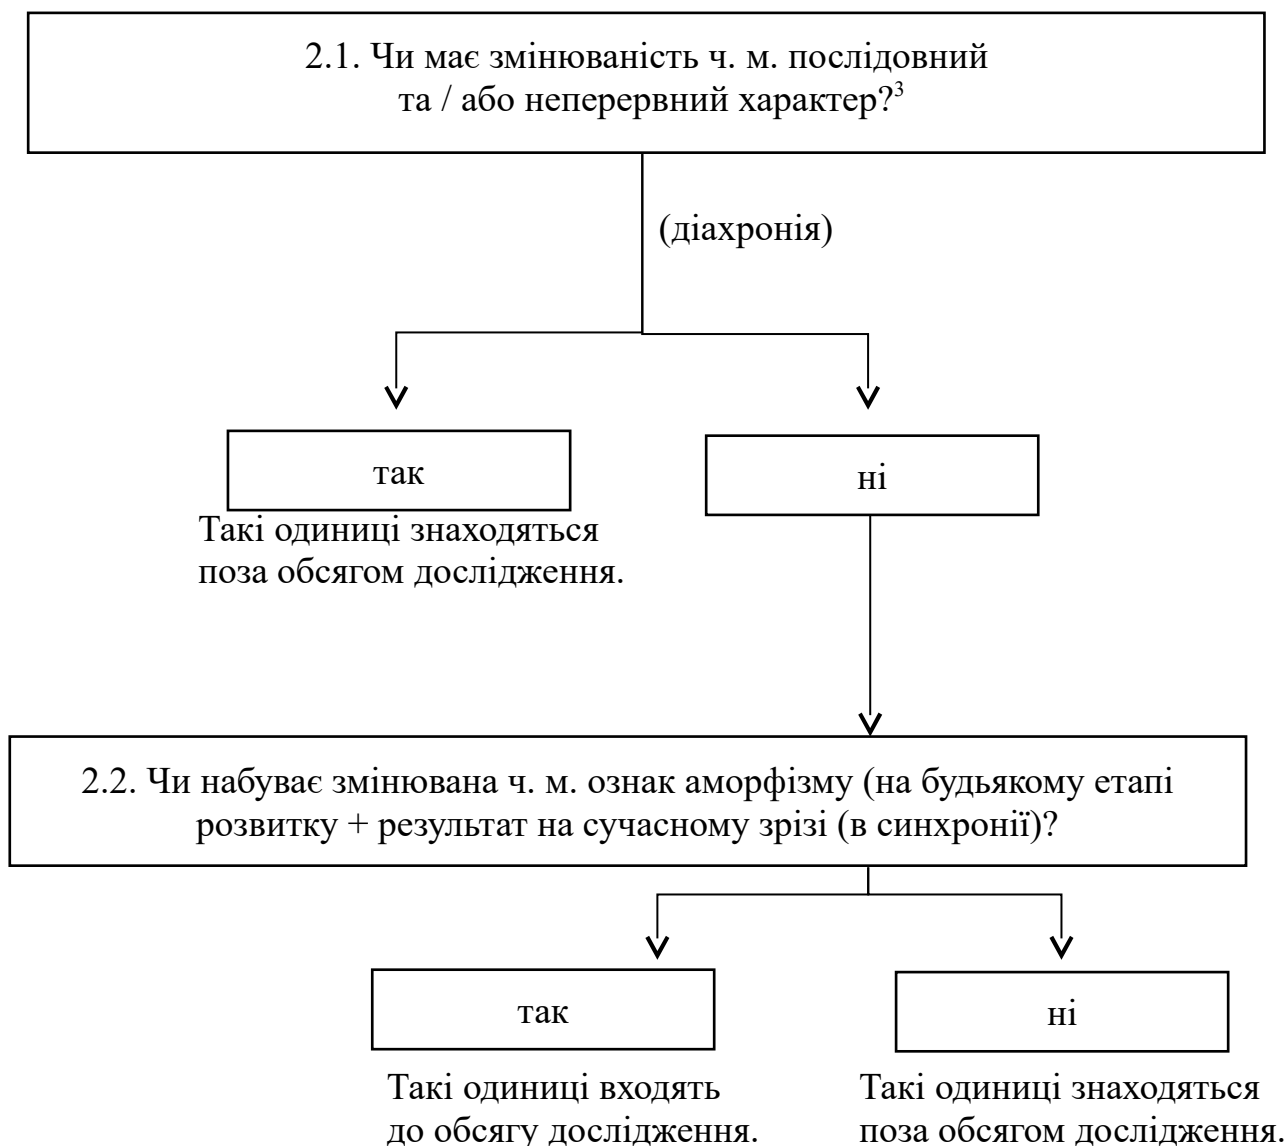 2.1. Чи має змінюваність ч. м. послідовний
та / або неперервний характер?³
(діахронія)
так
ні
Такі одиниці знаходяться
поза обсягом дослідження.
2.2. Чи набуває змінювана ч. м. ознак аморфізму (на будьякому етапі
розвитку + результат на сучасному зрізі (в синхронії)?
так
ні
Такі одиниці входять
до обсягу дослідження.
Такі одиниці знаходяться
поза обсягом дослідження.